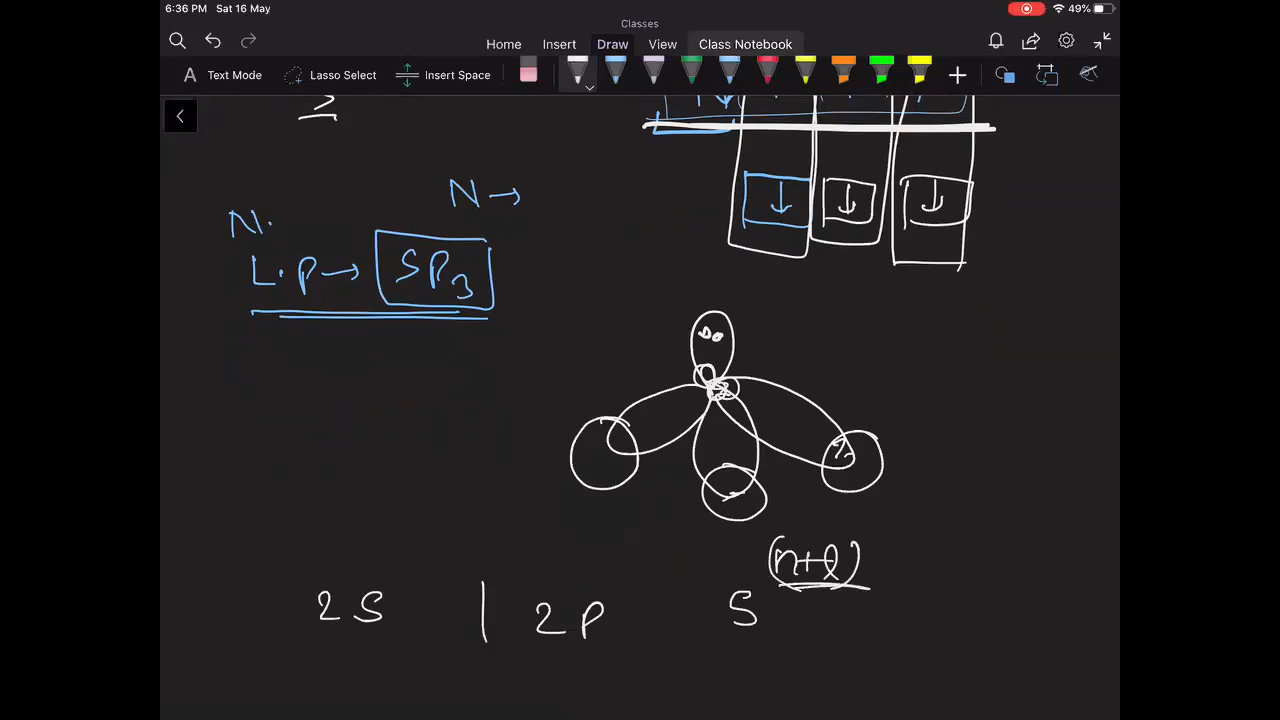 6:36 PM Sat 16 May
49%
Classes
Home Insert Draw View Class Notebook
Text Mode Lasso Select Insert Space
N →
N.
L.P → SP3
(n+l)
2S | 2P S